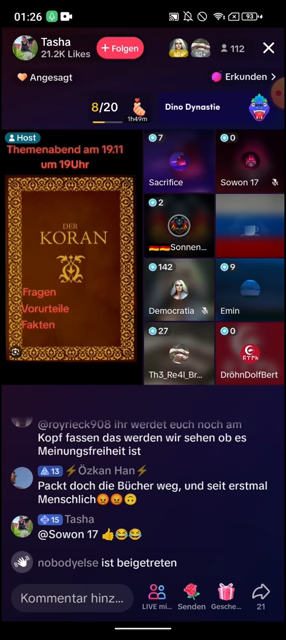 01:26
93
Tasha
21.2K Likes
+ Folgen
112
Angesagt
Erkunden >
8/20
1h49m
Dino Dynastie
Host
Themenabend am 19.11
um 19Uhr
DER
KORAN
Fragen
Vorurteile
Fakten
7
Sacrifice
0
Sowon 17
2
🇩🇪🇩🇪Sonnen...
142
Democratia
9
Emin
27
Th3_Re4l_Br...
0
DröhnDolfBert
@royrieck908 ihr werdet euch noch am
Kopf fassen das werden wir sehen ob es
Meinungsfreiheit ist
13 ⚡Özkan Han⚡
Packt doch die Bücher weg, und seit erstmal
Menschlich😡😡🙃
15 Tasha
@Sowon 17 👍😂😂
nobodyelse ist beigetreten
Kommentar hinz...
LIVE mi...
Senden
Gesche...
21